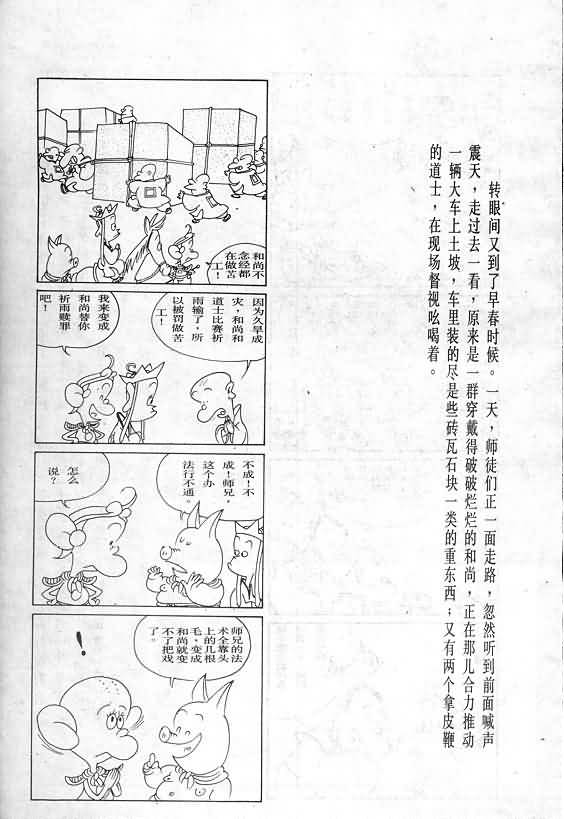 转眼间又到了早春时候。一天，师徒们正一面走路，忽然听到前面喊声
震天，走过去一看，原来是一群穿戴得破破烂烂的和尚，正在那儿合力推动
一辆大车上土坡，车里装的尽是些砖瓦石块一类的重东西；又有两个拿皮鞭
的道士，在现场督视吆喝着。
和尚不
念经都
在做苦
工！
因为久旱成
灾，和尚和
道士比赛祈
雨输了，所
以被罚做苦
工！
我来变成
和尚替你
祈雨赎罪
吧！
不成！不
成！师兄，
这个办
法行不通。
怎么
说？
师兄的法
术全靠头
上的几根
毛，变成
和尚就变
不了把戏
了。
！